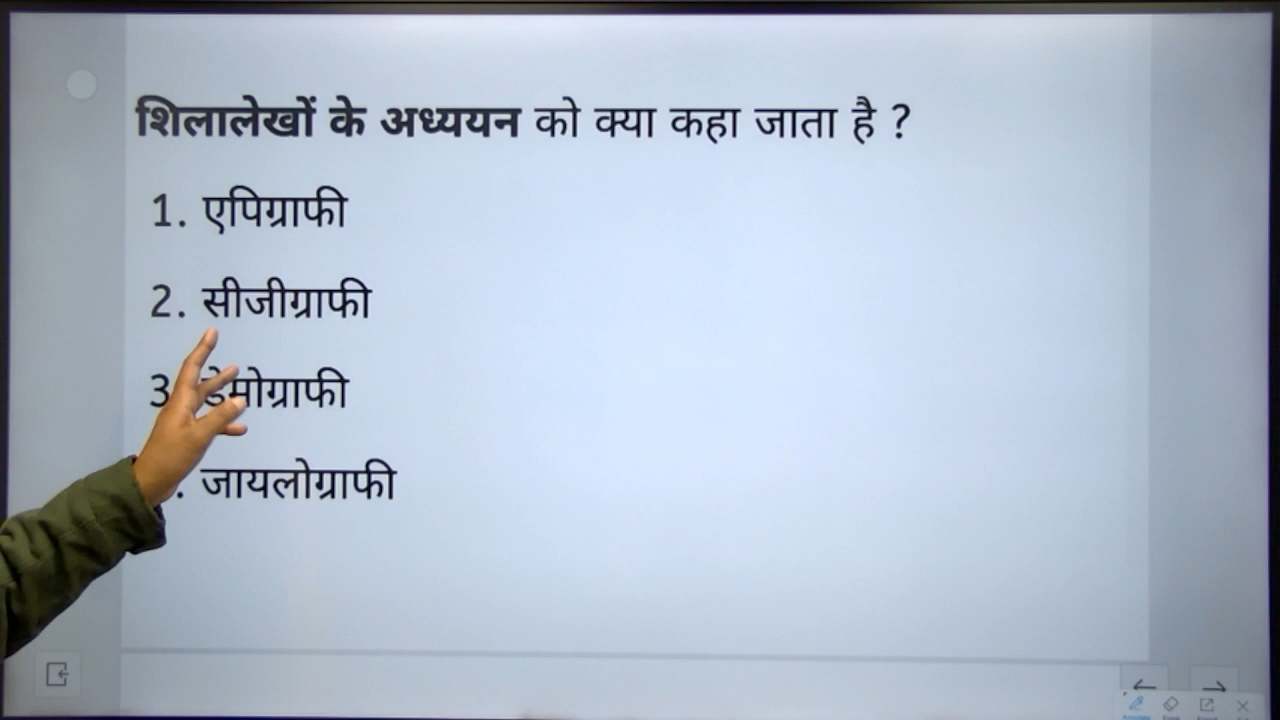 शिलालेखों के अध्ययन को क्या कहा जाता है ?
1. एपिग्राफी
2. सीजीग्राफी
3 डेमोग्राफी
. जायलोग्राफी